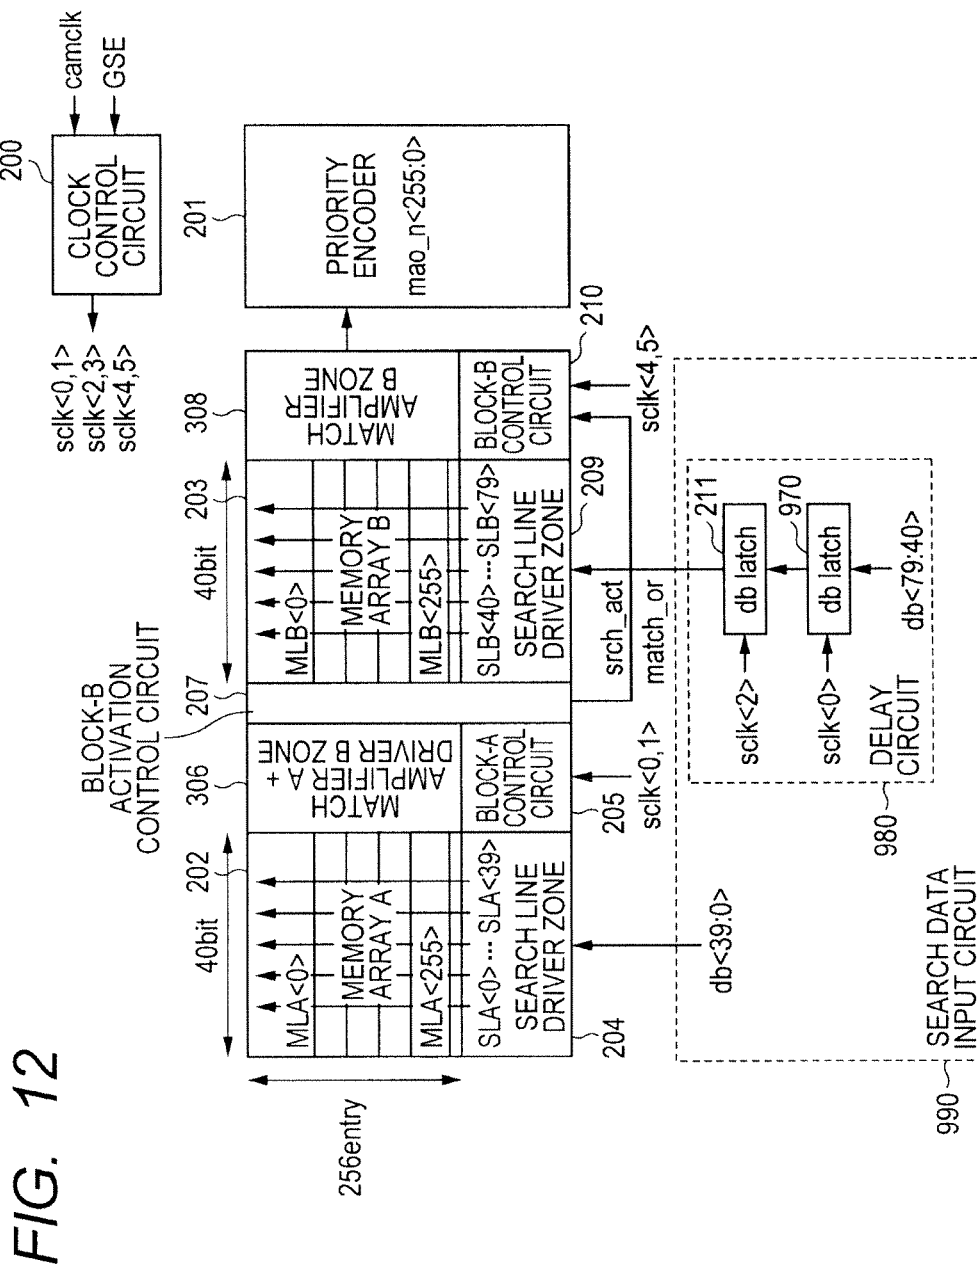 FIG. 12
200
CLOCK
CONTROL
CIRCUIT
camclk
GSE
sclk<0,1>
sclk<2,3>
sclk<4,5>
BLOCK-B
ACTIVATION
CONTROL CIRCUIT
256entry
40bit
202
MLA<0>
MEMORY
ARRAY A
MLA<255>
SLA<0>··· SLA<39>
SEARCH LINE
DRIVER ZONE
204
306
MATCH
AMPLIFIER A +
DRIVER B ZONE
BLOCK-A
CONTROL
CIRCUIT
205
207
40bit
203
MLB<0>
MEMORY
ARRAY B
MLB<255>
SLB<40>···SLB<79>
SEARCH LINE
DRIVER ZONE
209
308
MATCH
AMPLIFIER
B ZONE
BLOCK-B
CONTROL
CIRCUIT
210
201
PRIORITY
ENCODER
mao_n<255:0>
sclk<0,1>
srch_act
match_or
sclk<4,5>
db<39:0>
sclk<2>
db latch
211
sclk<0>
db latch
970
db<79:40>
DELAY
CIRCUIT
980
SEARCH DATA
INPUT CIRCUIT
990